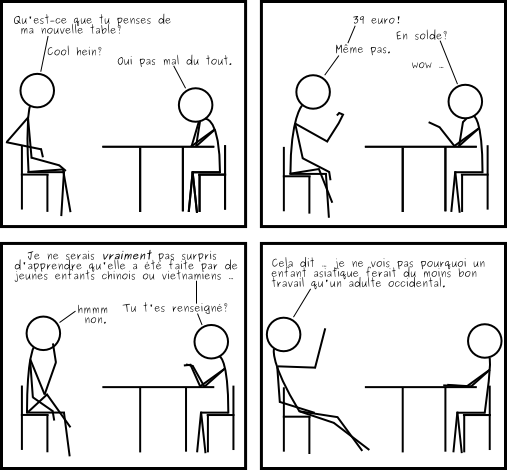 Qu'est-ce que tu penses de
ma nouvelle table?
Cool hein?
Oui pas mal du tout.
39 euro!
En solde?
Même pas.
wow ...
Je ne serais vraiment pas surpris
d'apprendre qu'elle a été faite par de
jeunes enfants chinois ou vietnamiens ...
hmmm
non.
Tu t'es renseigné?
Cela dit ... je ne vois pas pourquoi un
enfant asiatique ferait du moins bon
travail qu'un adulte occidental.